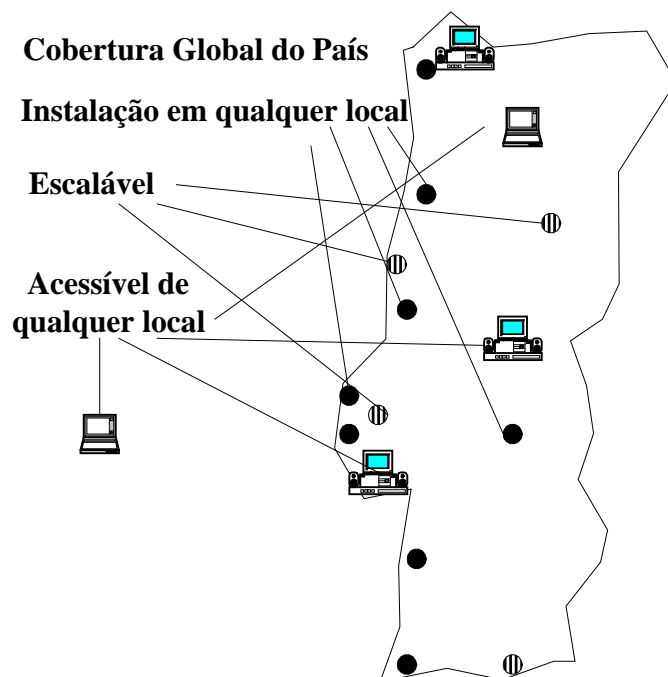 Cobertura Global do País
Instalação em qualquer local
Escalável
Acessível de
qualquer local